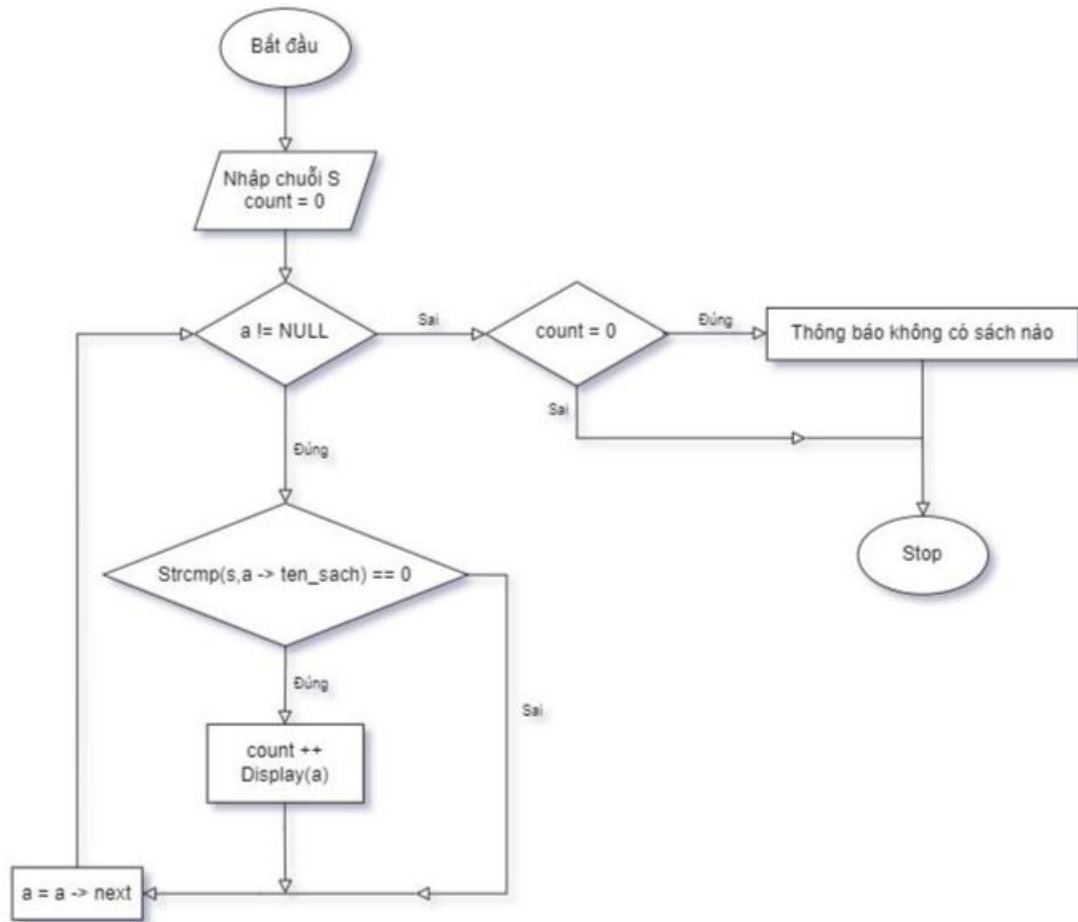 Bắt đầu
Nhập chuỗi S
count = 0
a != NULL
Sai
count = 0
Đúng
Thông báo không có sách nào
Sai
Đúng
Strcmp(s,a -> ten_sach) == 0
Stop
Đúng
Sai
count ++
Display(a)
a = a -> next